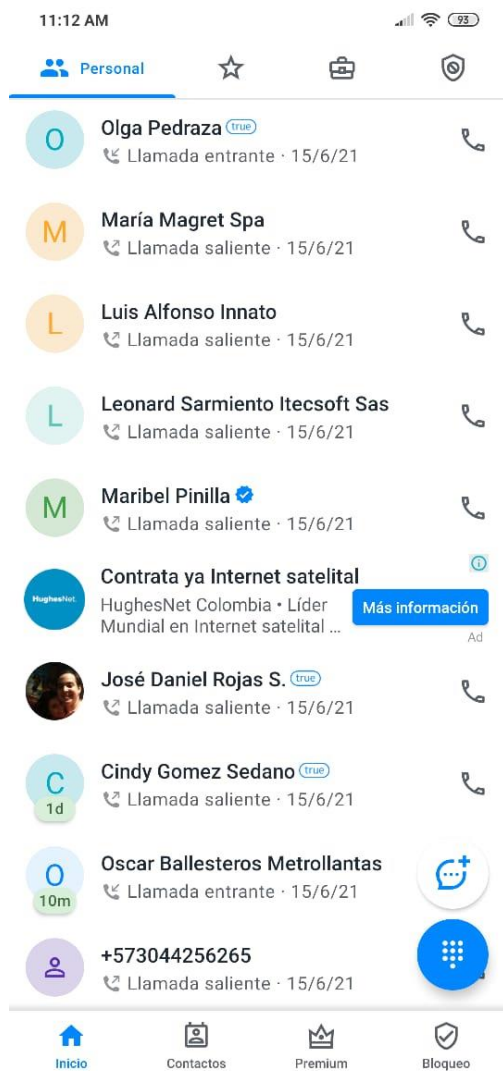 11:12 AM
93
Personal
O
Olga Pedraza true
Llamada entrante · 15/6/21
M
María Magret Spa
Llamada saliente · 15/6/21
L
Luis Alfonso Innato
Llamada saliente · 15/6/21
L
Leonard Sarmiento Itecsoft Sas
Llamada saliente · 15/6/21
M
Maribel Pinilla
Llamada saliente · 15/6/21
HughesNet.
Contrata ya Internet satelital
HughesNet Colombia • Líder
Mundial en Internet satelital ...
Más información
Ad
José Daniel Rojas S. true
Llamada saliente · 15/6/21
C
1d
Cindy Gomez Sedano true
Llamada saliente · 15/6/21
O
10m
Oscar Ballesteros Metrollantas
Llamada entrante · 15/6/21
+573044256265
Llamada saliente · 15/6/21
Inicio
Contactos
Premium
Bloqueo